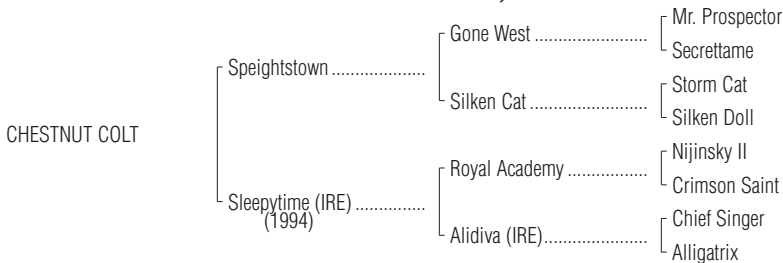 Mr. Prospector
Gone West ........................
Secrettame
Speightstown ....................
Storm Cat
Silken Cat .........................
Silken Doll
CHESTNUT COLT
Nijinsky II
Royal Academy .................
Crimson Saint
Sleepytime (IRE) ...............
(1994)
Chief Singer
Alidiva (IRE)......................
Alligatrix